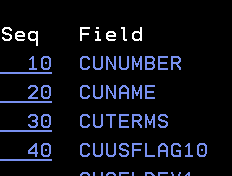 Seq Field
10 CUNUMBER
20 CUNAME
30 CUTERMS
40 CUUSFLAG10